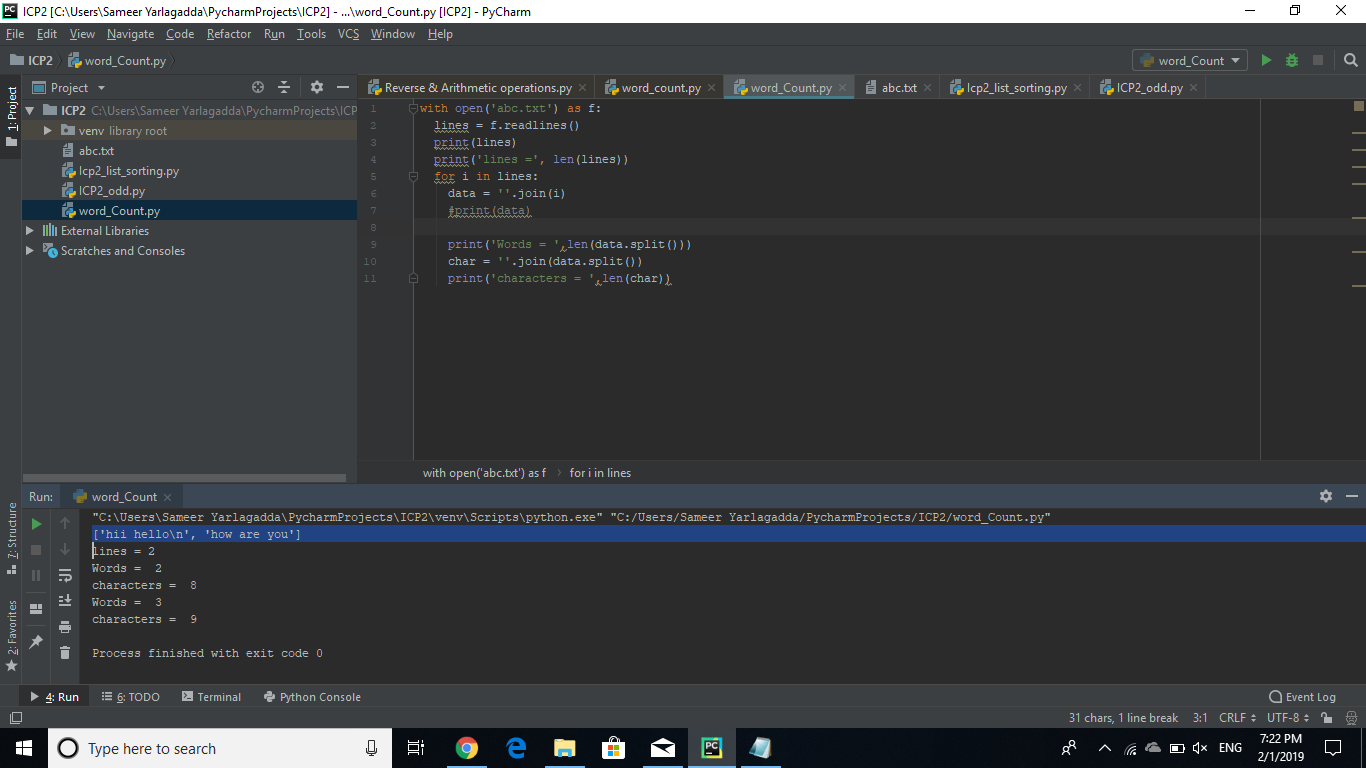 ICP2 [C:\Users\Sameer Yarlagadda\PycharmProjects\ICP2] - ...\word_Count.py [ICP2] - PyCharm
File Edit View Navigate Code Refactor Run Tools VCS Window Help
ICP2 word_Count.py
word_Count
Project
Reverse & Arithmetic operations.py
word_count.py
word_Count.py
abc.txt
Icp2_list_sorting.py
ICP2_odd.py
1: Project
ICP2 C:\Users\Sameer Yarlagadda\PycharmProjects\ICP
venv library root
abc.txt
Icp2_list_sorting.py
ICP2_odd.py
word_Count.py
External Libraries
Scratches and Consoles
1 with open('abc.txt') as f:
2 lines = f.readlines()
3 print(lines)
4 print('lines =', len(lines))
5 for i in lines:
6 data = ''.join(i)
7 #print(data)
8
9 print('Words = ',len(data.split()))
10 char = ''.join(data.split())
11 print('characters = ',len(char))
with open('abc.txt') as f › for i in lines
Run: word_Count
7: Structure
2: Favorites
"C:\Users\Sameer Yarlagadda\PycharmProjects\ICP2\venv\Scripts\python.exe" "C:/Users/Sameer Yarlagadda/PycharmProjects/ICP2/word_Count.py"
['hii hello\n', 'how are you']
lines = 2
Words =  2
characters =  8
Words =  3
characters =  9
Process finished with exit code 0
4: Run 6: TODO Terminal Python Console Event Log
31 chars, 1 line break 3:1 CRLF UTF-8
Type here to search
PC
ENG
7:22 PM
2/1/2019